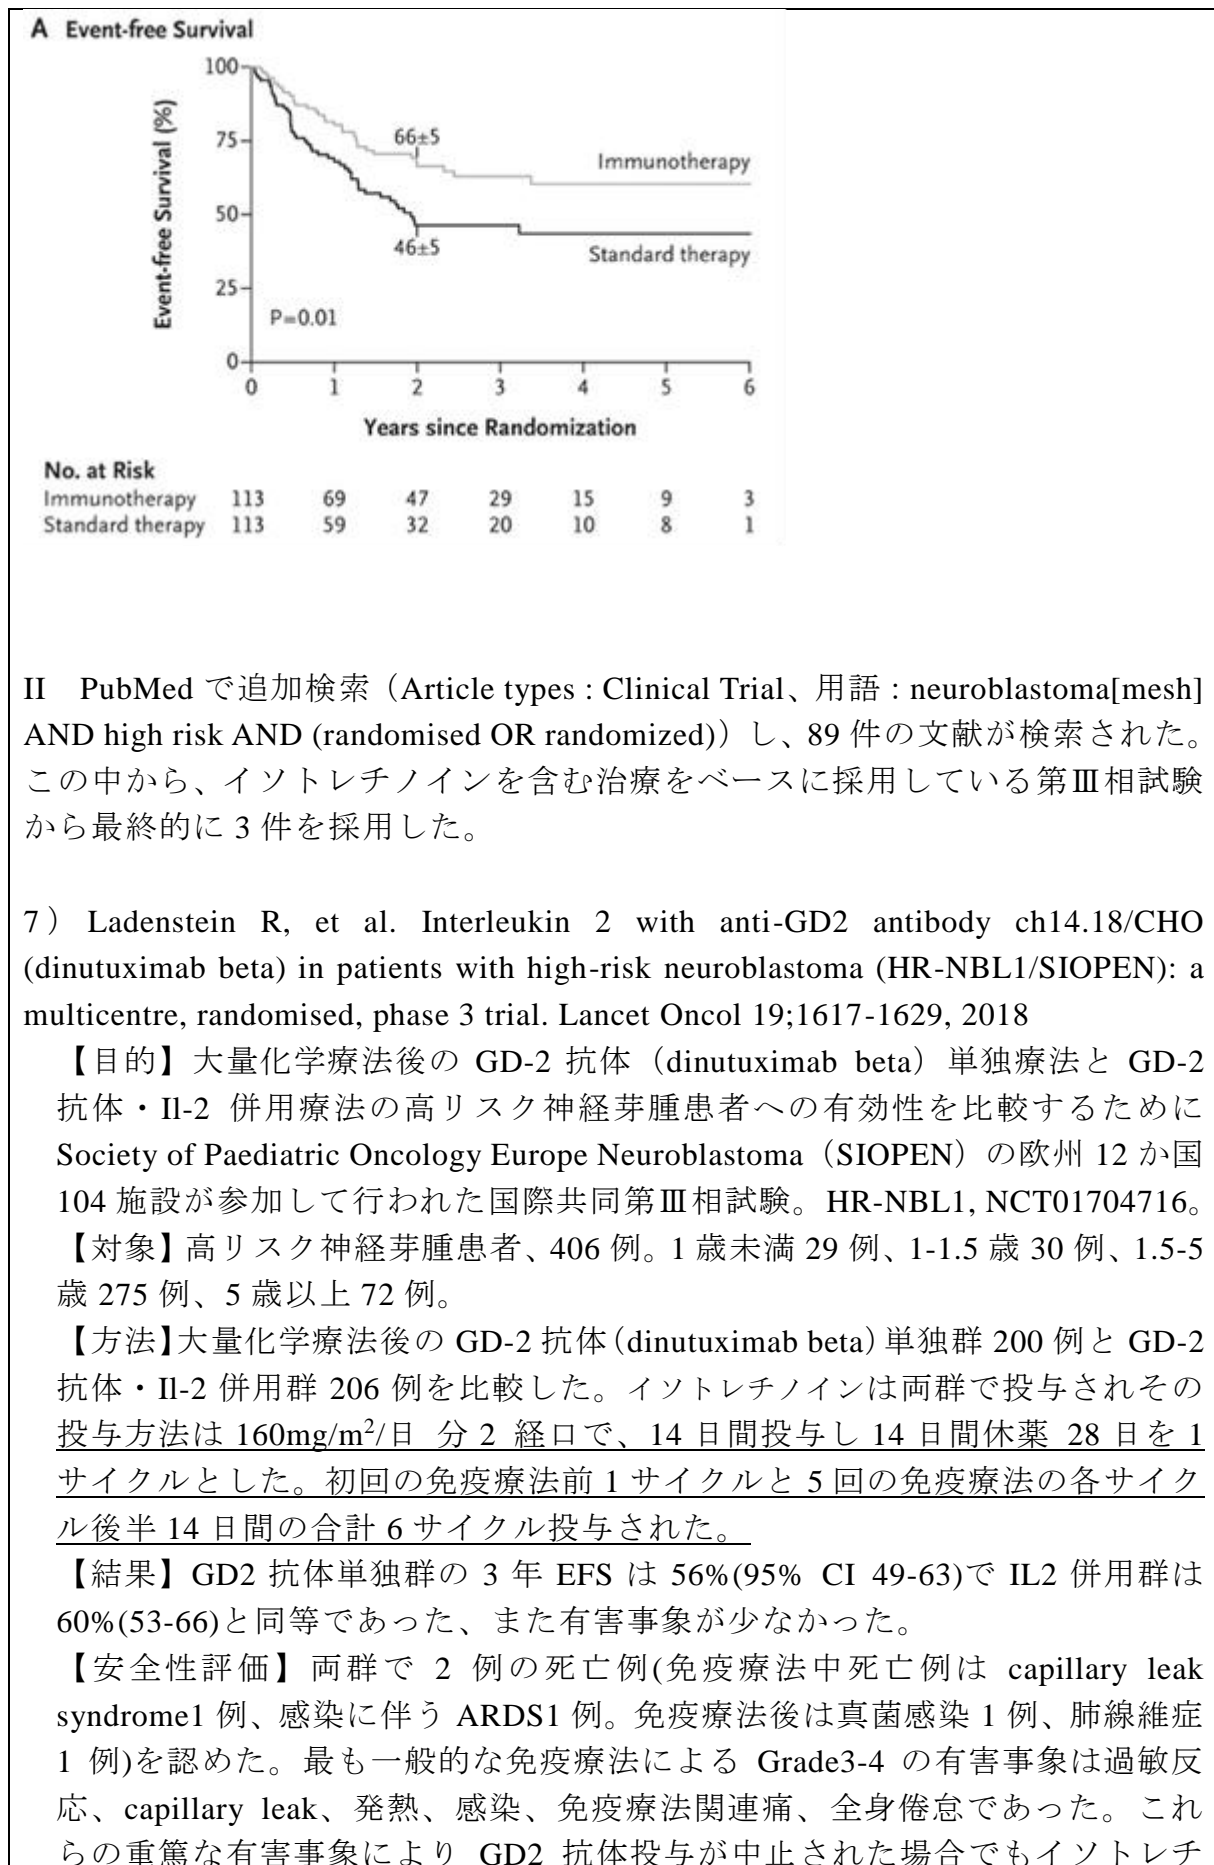 A Event-free Survival
100
75
50
25
0
Event-free Survival (%)
66±5
Immunotherapy
46±5
Standard therapy
P=0.01
0 1 2 3 4 5 6
Years since Randomization
No. at Risk
Immunotherapy 113 69 47 29 15 9 3
Standard therapy 113 59 32 20 10 8 1
II　PubMed で追加検索（Article types : Clinical Trial、用語 : neuroblastoma[mesh]
AND high risk AND (randomised OR randomized)）し、89 件の文献が検索された。
この中から、イソトレチノインを含む治療をベースに採用している第Ⅲ相試験
から最終的に 3 件を採用した。
7） Ladenstein R, et al. Interleukin 2 with anti-GD2 antibody ch14.18/CHO
(dinutuximab beta) in patients with high-risk neuroblastoma (HR-NBL1/SIOPEN): a
multicentre, randomised, phase 3 trial. Lancet Oncol 19;1617-1629, 2018
【目的】大量化学療法後の GD-2 抗体（dinutuximab beta）単独療法と GD-2
抗体・Il-2 併用療法の高リスク神経芽腫患者への有効性を比較するために
Society of Paediatric Oncology Europe Neuroblastoma（SIOPEN）の欧州 12 か国
104 施設が参加して行われた国際共同第Ⅲ相試験。HR-NBL1, NCT01704716。
【対象】高リスク神経芽腫患者、406 例。1 歳未満 29 例、1-1.5 歳 30 例、1.5-5
歳 275 例、5 歳以上 72 例。
【方法】大量化学療法後の GD-2 抗体（dinutuximab beta）単独群 200 例と GD-2
抗体・Il-2 併用群 206 例を比較した。イソトレチノインは両群で投与されその
投与方法は 160mg/m²/日 分 2 経口で、14 日間投与し 14 日間休薬 28 日を 1
サイクルとした。初回の免疫療法前 1 サイクルと 5 回の免疫療法の各サイク
ル後半 14 日間の合計 6 サイクル投与された。
【結果】GD2 抗体単独群の 3 年 EFS は 56%(95% CI 49-63)で IL2 併用群は
60%(53-66)と同等であった、また有害事象が少なかった。
【安全性評価】両群で 2 例の死亡例(免疫療法中死亡例は capillary leak
syndrome1 例、感染に伴う ARDS1 例。免疫療法後は真菌感染 1 例、肺線維症
1 例)を認めた。最も一般的な免疫療法による Grade3-4 の有害事象は過敏反
応、capillary leak、発熱、感染、免疫療法関連痛、全身倦怠であった。これ
らの重篤な有害事象により GD2 抗体投与が中止された場合でもイソトレチ